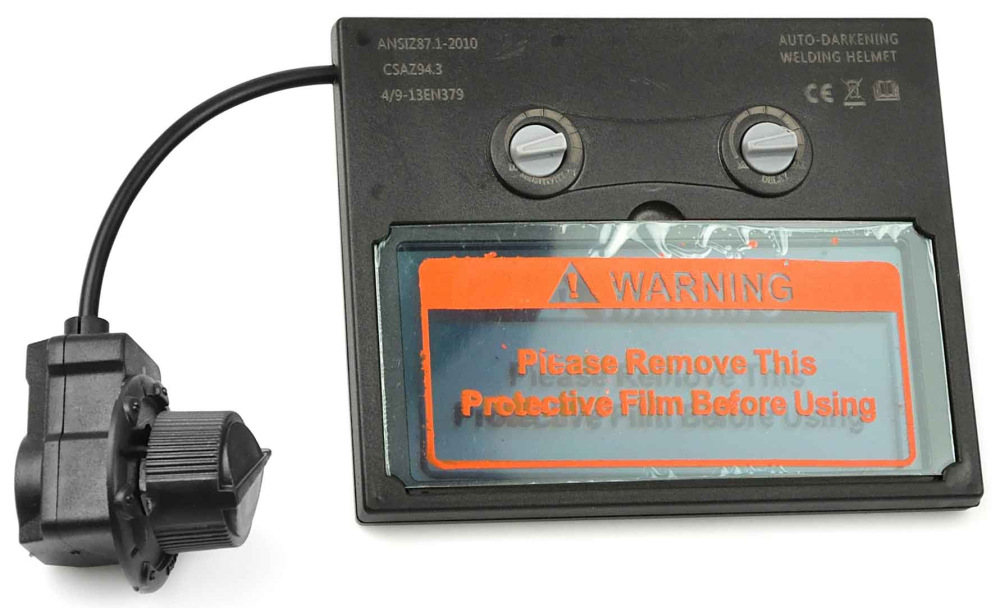 ANSIZ87.1-2010
CSAZ94.3
4/9-13EN379
AUTO-DARKENING
WELDING HELMET
CE
DELAY
WARNING
Please Remove This
Protective Film Before Using